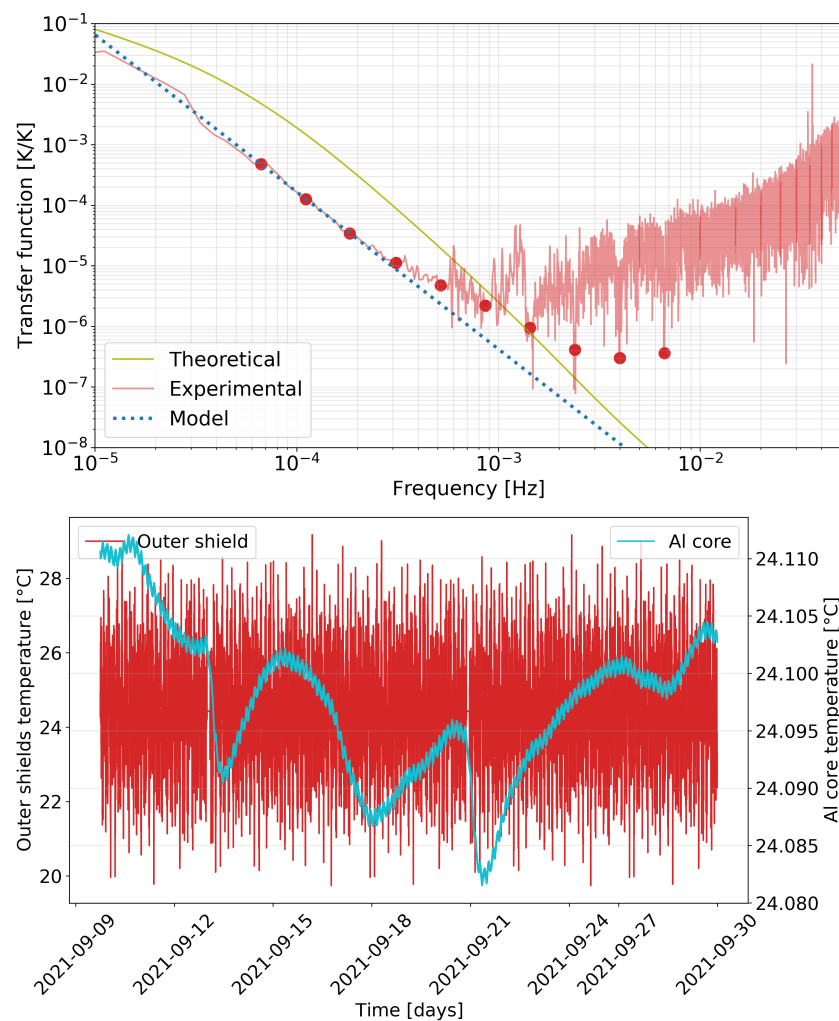 10⁻¹
10⁻²
10⁻³
10⁻⁴
10⁻⁵
10⁻⁶
10⁻⁷
10⁻⁸
Transfer function [K/K]
Theoretical
Experimental
Model
10⁻⁵ 10⁻⁴ 10⁻³ 10⁻²
Frequency [Hz]
Outer shield Al core
28
26
24
22
20
Outer shields temperature [°C]
24.110
24.105
24.100
24.095
24.090
24.085
24.080
Al core temperature [°C]
2021-09-09 2021-09-12 2021-09-15 2021-09-18 2021-09-21 2021-09-24 2021-09-27 2021-09-30
Time [days]